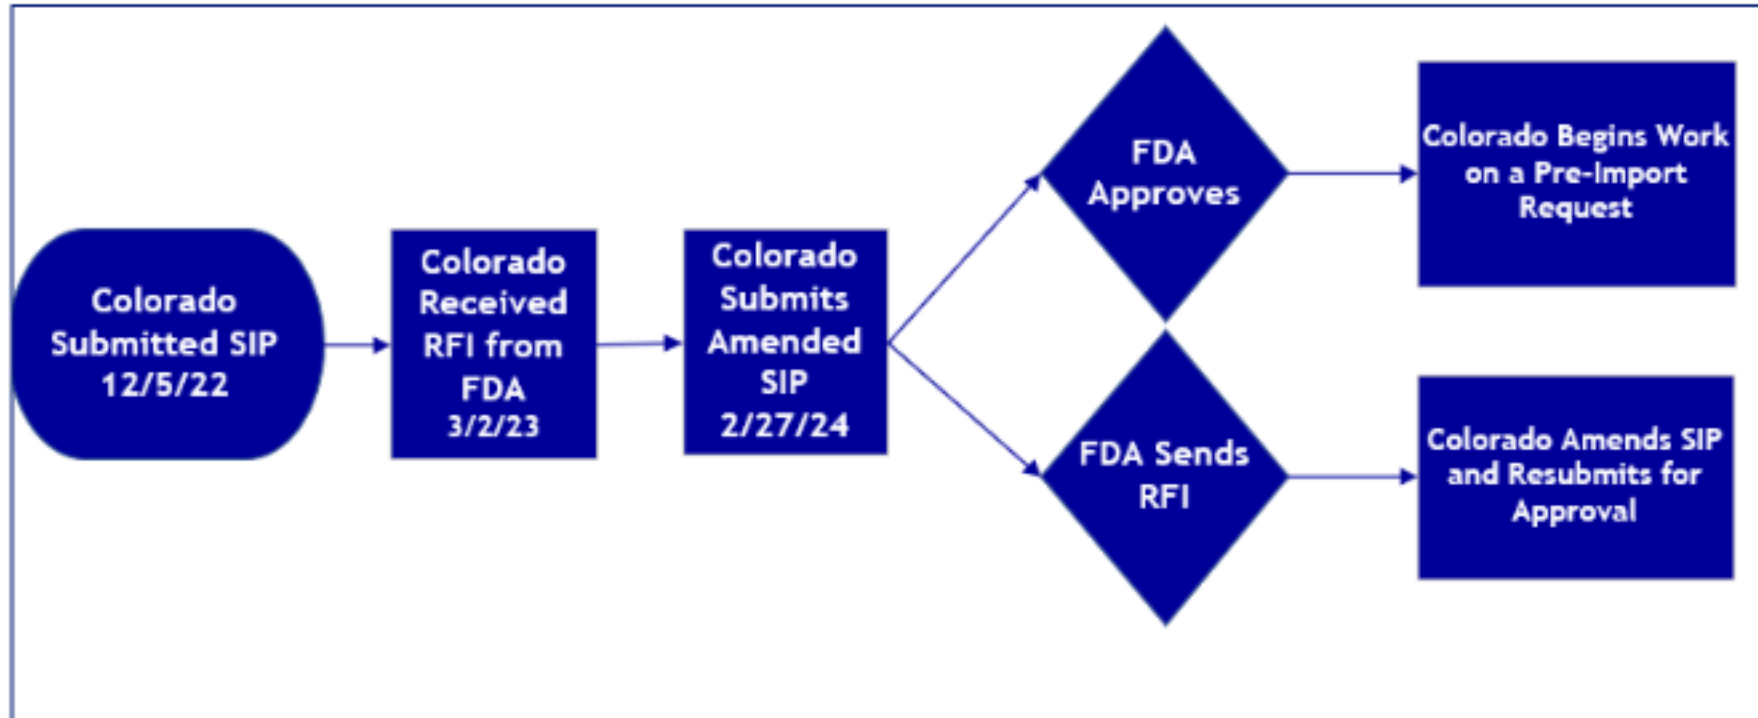 Colorado
Submitted SIP
12/5/22
Colorado
Received
RFI from
FDA
3/2/23
Colorado
Submits
Amended
SIP
2/27/24
FDA
Approves
Colorado Begins Work
on a Pre-Import
Request
FDA Sends
RFI
Colorado Amends SIP
and Resubmits for
Approval